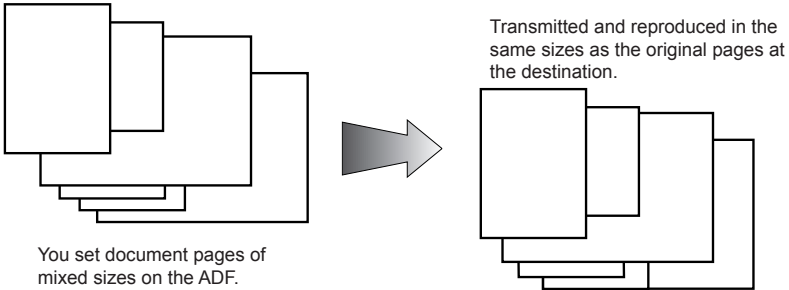 Transmitted and reproduced in the
same sizes as the original pages at
the destination.
You set document pages of
mixed sizes on the ADF.